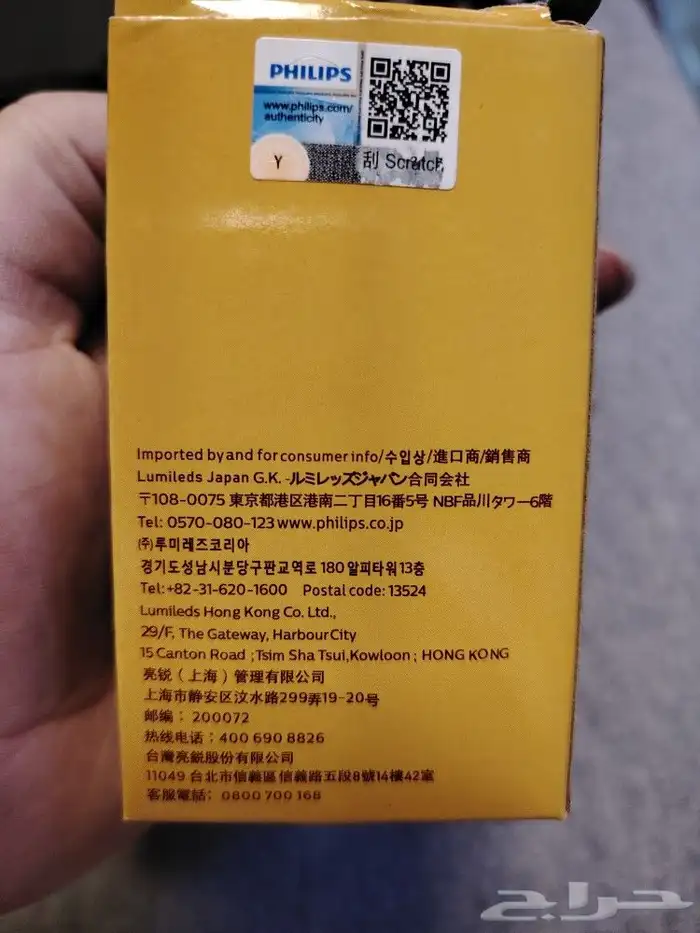 PHILIPS
www.philips.com/
authenticity
Y
刮 Scratch
Imported by and for consumer info/수입상/進口商/銷售商
Lumileds Japan G.K. -ルミレッズジャパン合同会社
〒108-0075 東京都港区港南二丁目16番5号 NBF品川タワー6階
Tel: 0570-080-123 www.philips.co.jp
㈜루미레즈코리아
경기도성남시분당구판교역로 180 알피타워13층
Tel:+82-31-620-1600 Postal code: 13524
Lumileds Hong Kong Co. Ltd.,
29/F, The Gateway, Harbour City
15 Canton Road ;Tsim Sha Tsui,Kowloon ; HONG KONG
亮锐（上海）管理有限公司
上海市静安区汶水路299弄19-20号
邮编：200072
热线电话：400 690 8826
台灣亮銳股份有限公司
11049 台北市信義區信義路五段8號14樓42室
客服電話：0800 700 168
حراج